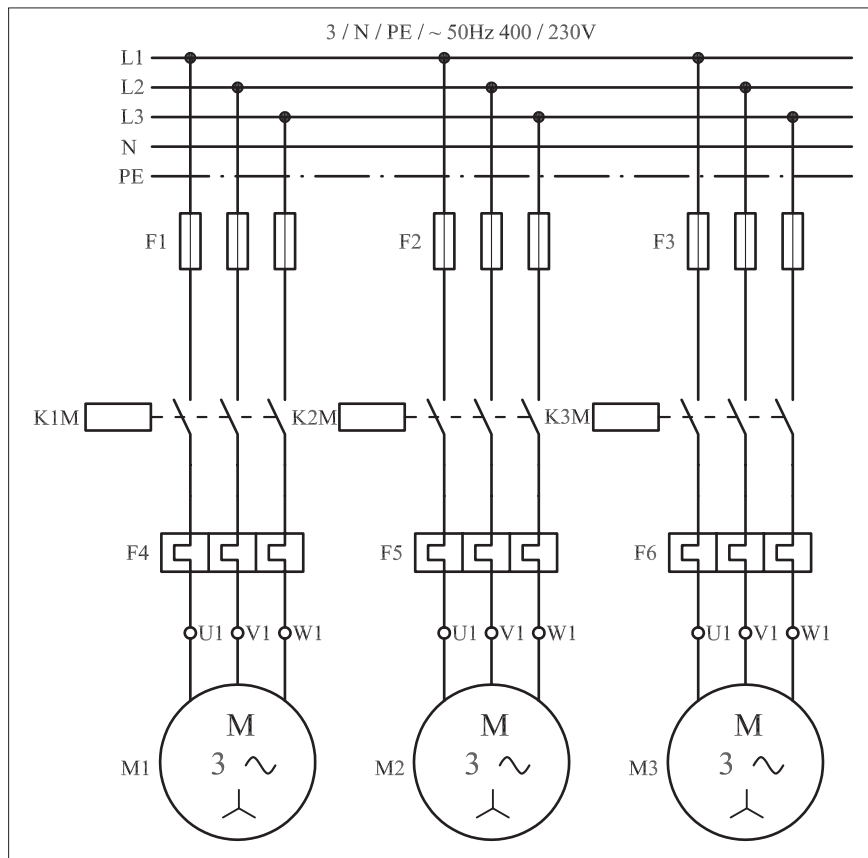 3 / N / PE / ~ 50Hz 400 / 230V
L1
L2
L3
N
PE
F1 F2 F3
K1M K2M K3M
F4 F5 F6
U1 V1 W1 U1 V1 W1 U1 V1 W1
M M M
M1 3 M2 3 M3 3